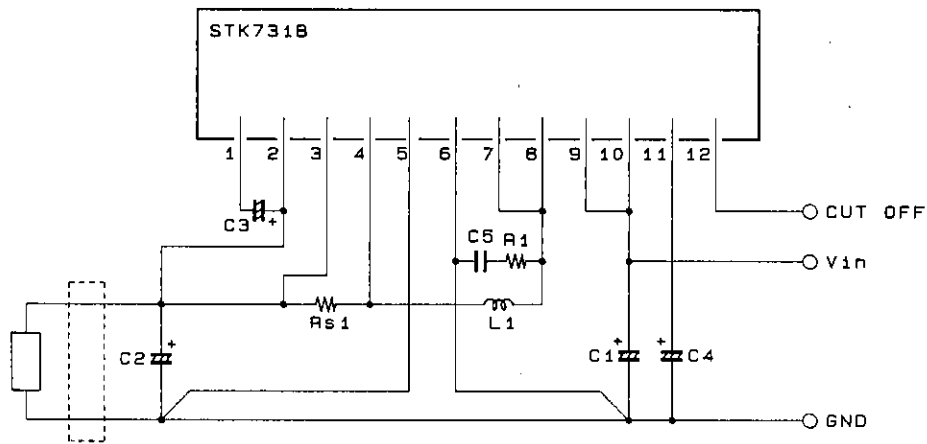 STK731B
1 2 3 4 5 6 7 8 9 10 11 12
C3 +
CUT OFF
C5 R1
Vin
Rs1
L1
C2 +
C1 +
+ C4
GND